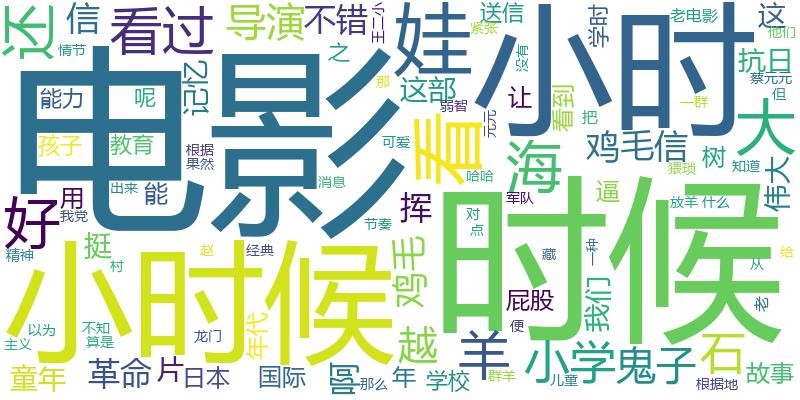 还
信
看过
导演
不错
王二小
娃
送信
紧张
小时
学时
老电影
这
他们
情节
电影
记忆
之
那
这部
没有
让
看到
一群
把
抗日
蔡元元
但
能力
呢
弱智
看
元元
鸡毛信
大
孩子
教育
根据
果然
可爱
海
树
知道
伟大
好
用
能
出来
消息
哈哈
军队
逼
猥琐
放羊
什么
我党
挥
节奏
对
点
精神
挺
小时候
赵
经典
鸡毛
时候
藏
一种
我们
从
给
村
屁股
老
以为
不知
龙门
年代
越
羊
便
石
主义
算是
小学
鬼子
童年
革命
片
日本
国际
啊
那么
年
学校
群羊
儿童
根据地
故事